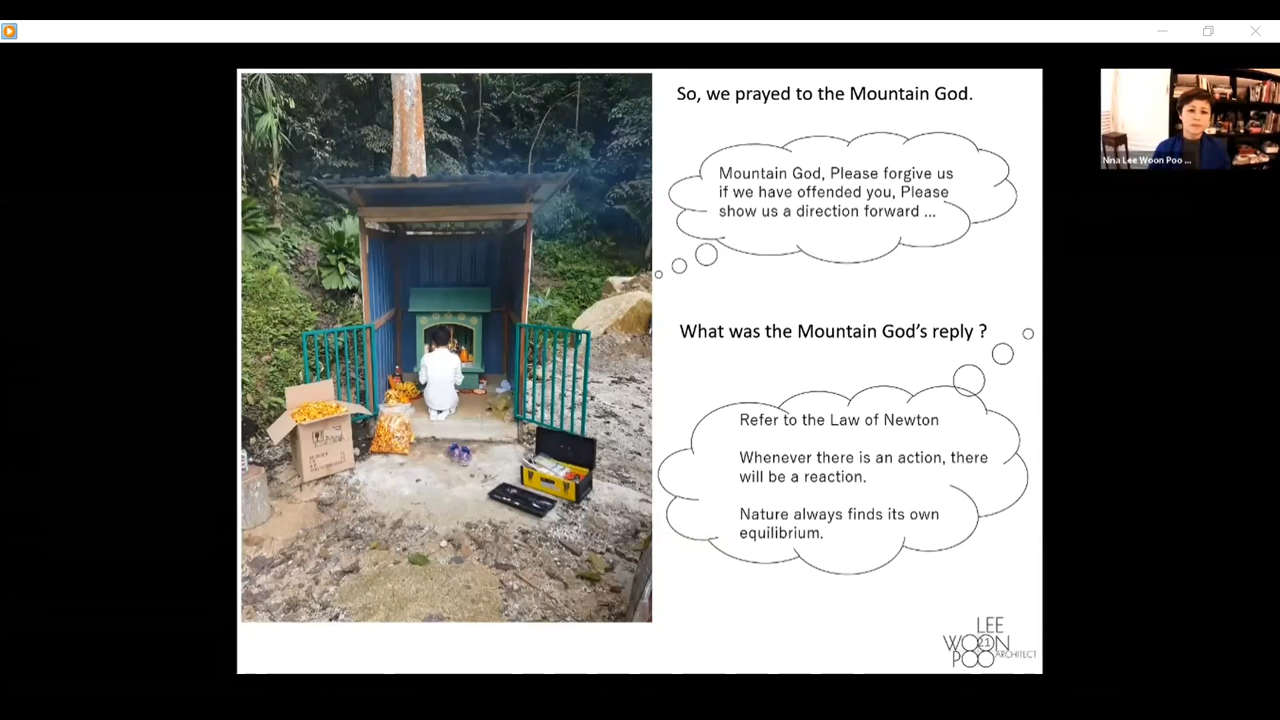 So, we prayed to the Mountain God.
Mountain God, Please forgive us
if we have offended you, Please
show us a direction forward ...
What was the Mountain God's reply ?
Refer to the Law of Newton
Whenever there is an action, there
will be a reaction.
Nature always finds its own
equilibrium.
LEE
WOON
21
POO ARCHITECT
Nina Lee Woon Poo ...